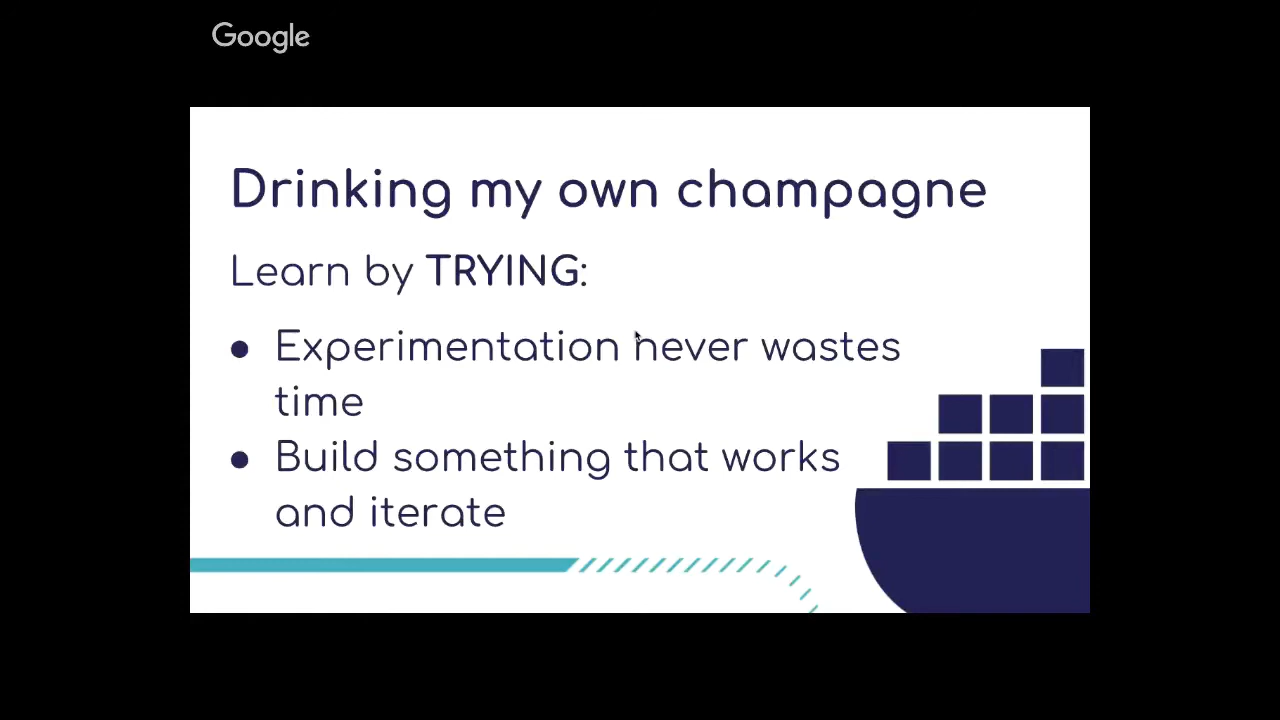 Google
Drinking my own champagne
Learn by TRYING:
● Experimentation never wastes
time
● Build something that works
and iterate